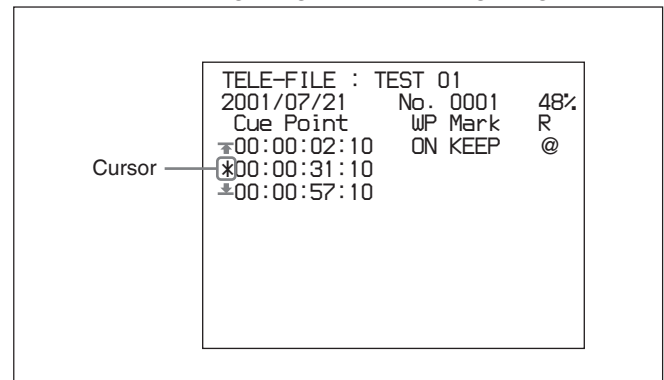 TELE-FILE : TEST 01
2001/07/21 No. 0001 48%
Cue Point WP Mark R
00:00:02:10 ON KEEP @
Cursor *00:00:31:10
00:00:57:10